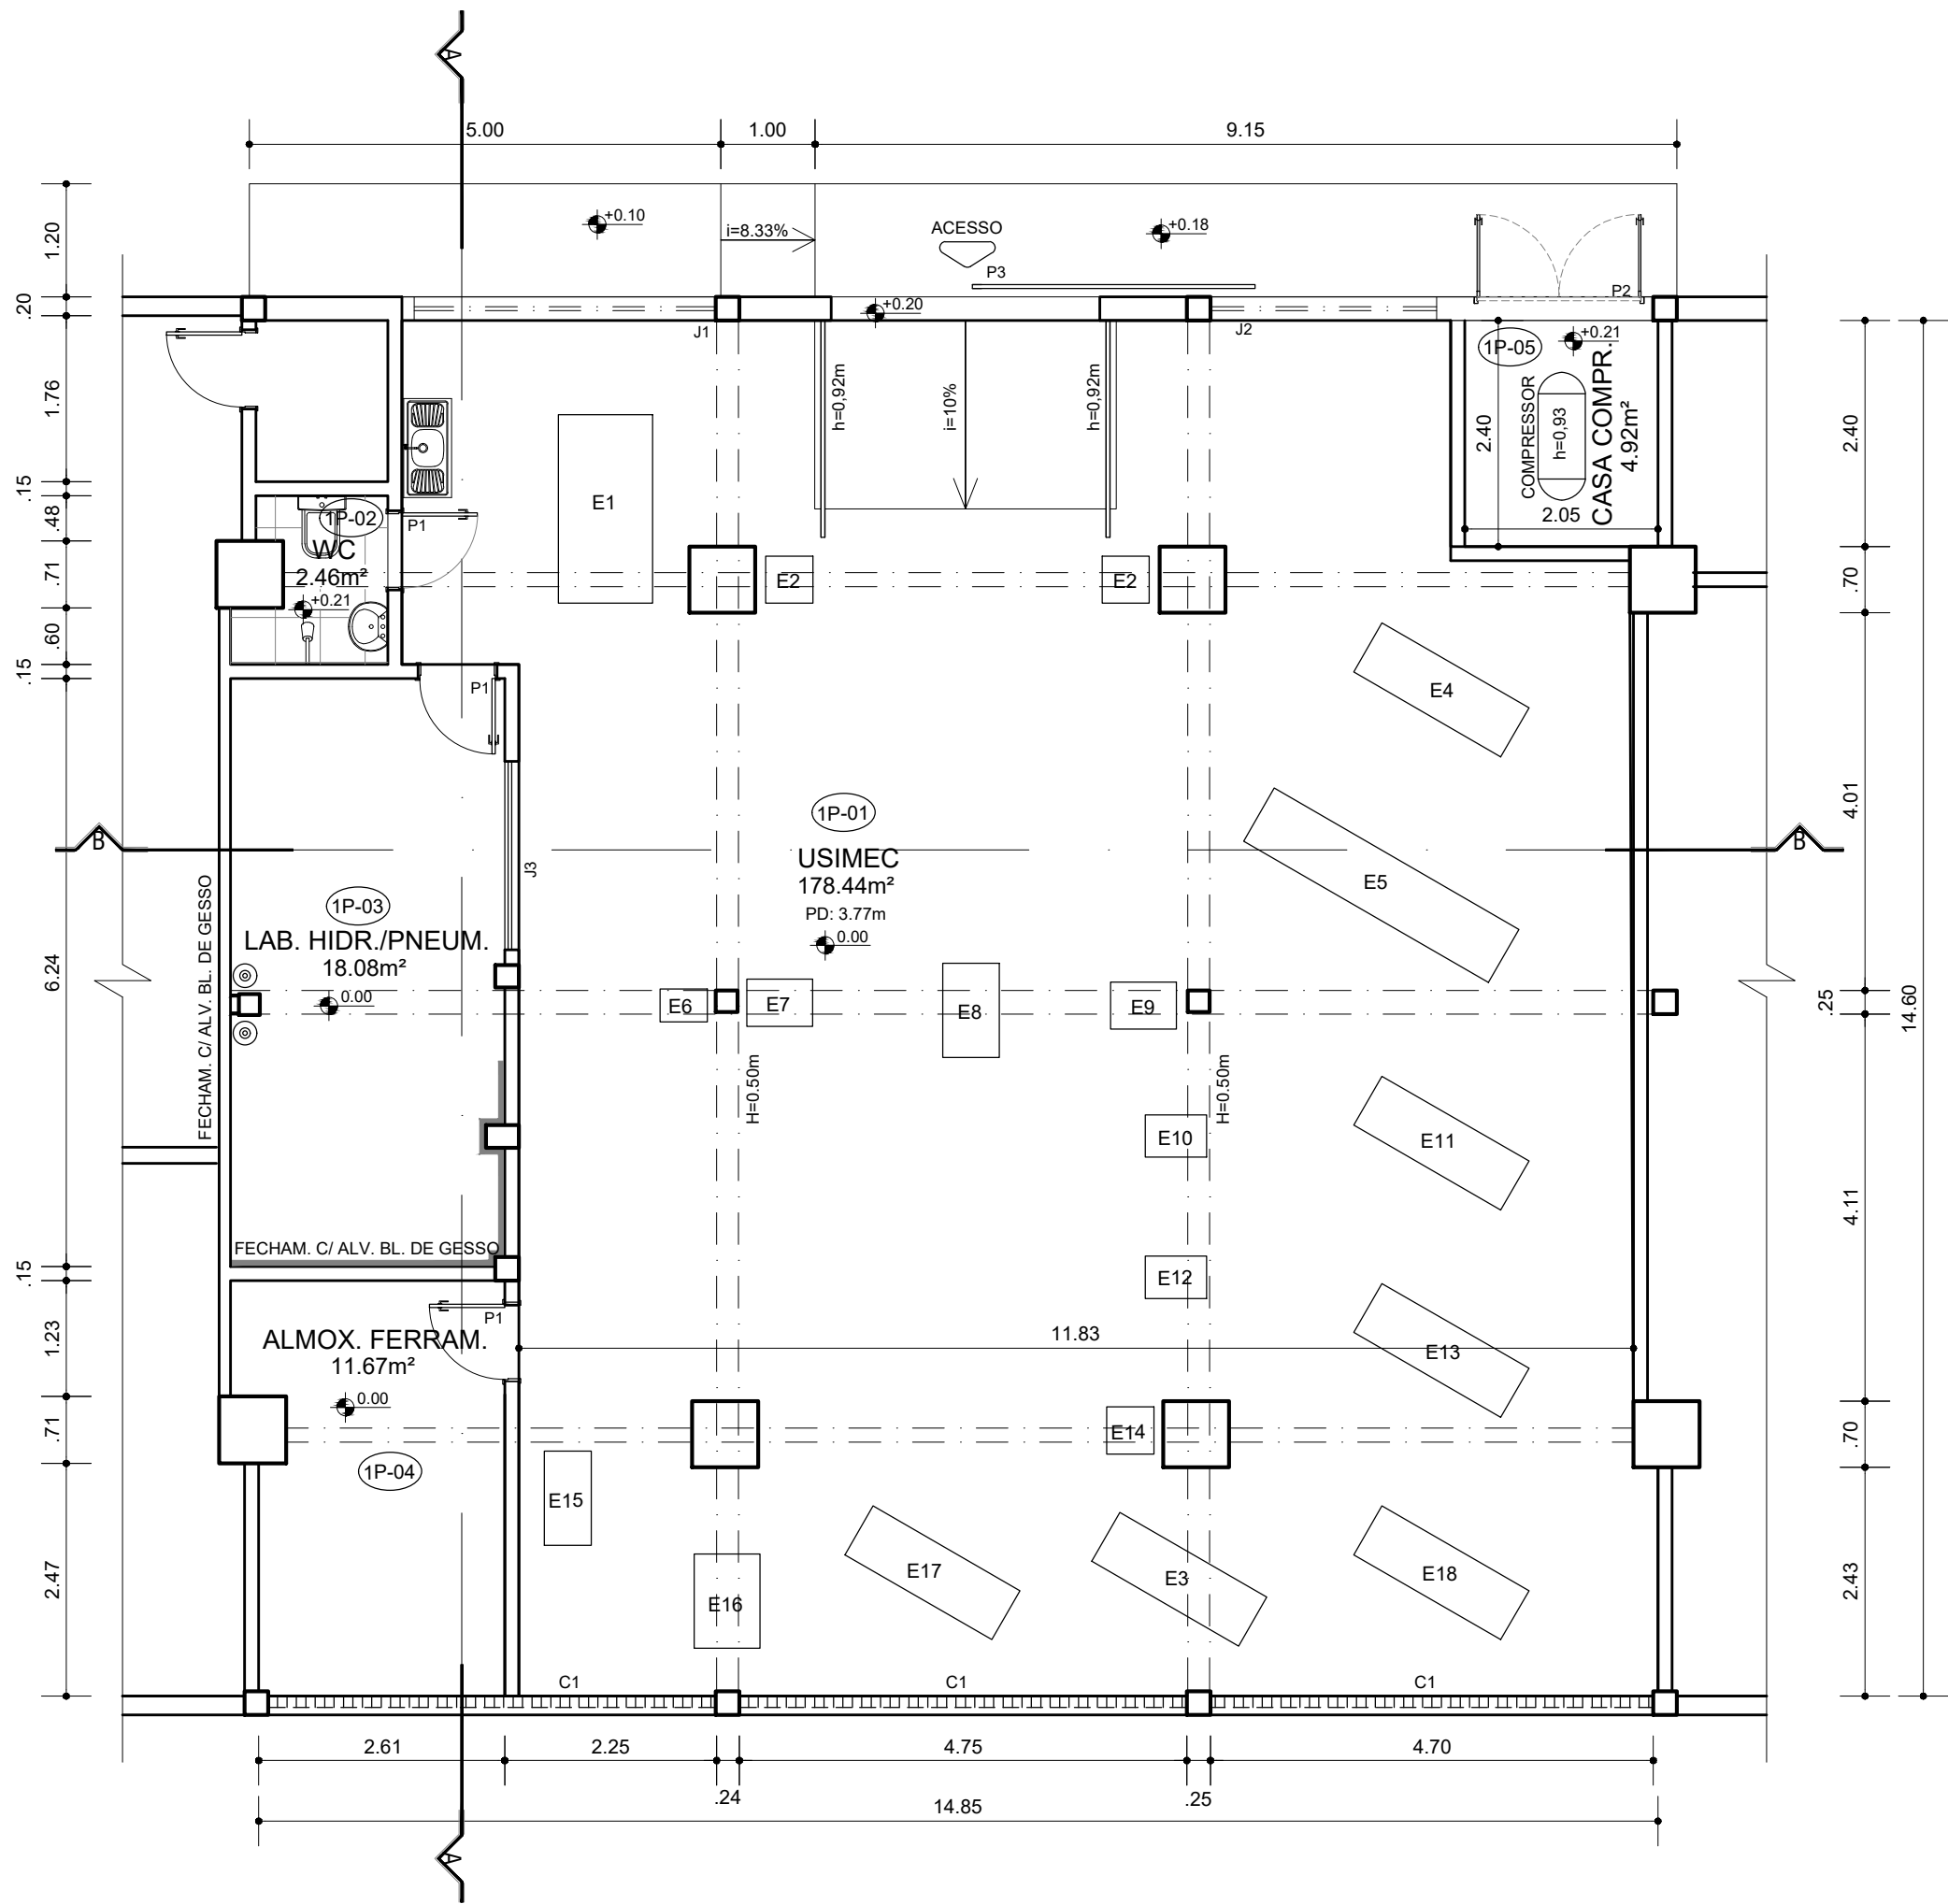 A
5.00
1.00
9.15
+0.10
i=8.33%
ACESSO
+0.18
P3
P2
+0.20
J1
J2
1P-05
+0.21
1.20
.20
1.76
.15
.48
.71
.60
.15
6.24
.15
1.23
.71
2.47
h=0,92m
i=10%
h=0,92m
2.40
COMPRESSOR
h=0,93
CASA COMPR.
4.92m²
2.05
E1
1P-02
P1
WC
2.46m²
+0.21
E2
E2
P1
E4
B
1P-01
USIMEC
178.44m²
PD: 3.77m
0.00
J3
E5
B
FECHAM. C/ ALV. BL. DE GESSO
1P-03
LAB. HIDR./PNEUM.
18.08m²
0.00
E6
E7
E8
E9
H=0.50m
H=0.50m
E10
E11
FECHAM. C/ ALV. BL. DE GESSO
E12
P1
ALMOX. FERRAM.
11.67m²
11.83
E13
0.00
E14
1P-04
E15
E17
E3
E18
E16
C1
C1
C1
2.40
.70
4.01
.25
4.11
.70
2.43
14.60
2.61
2.25
4.75
4.70
.24
.25
14.85
A